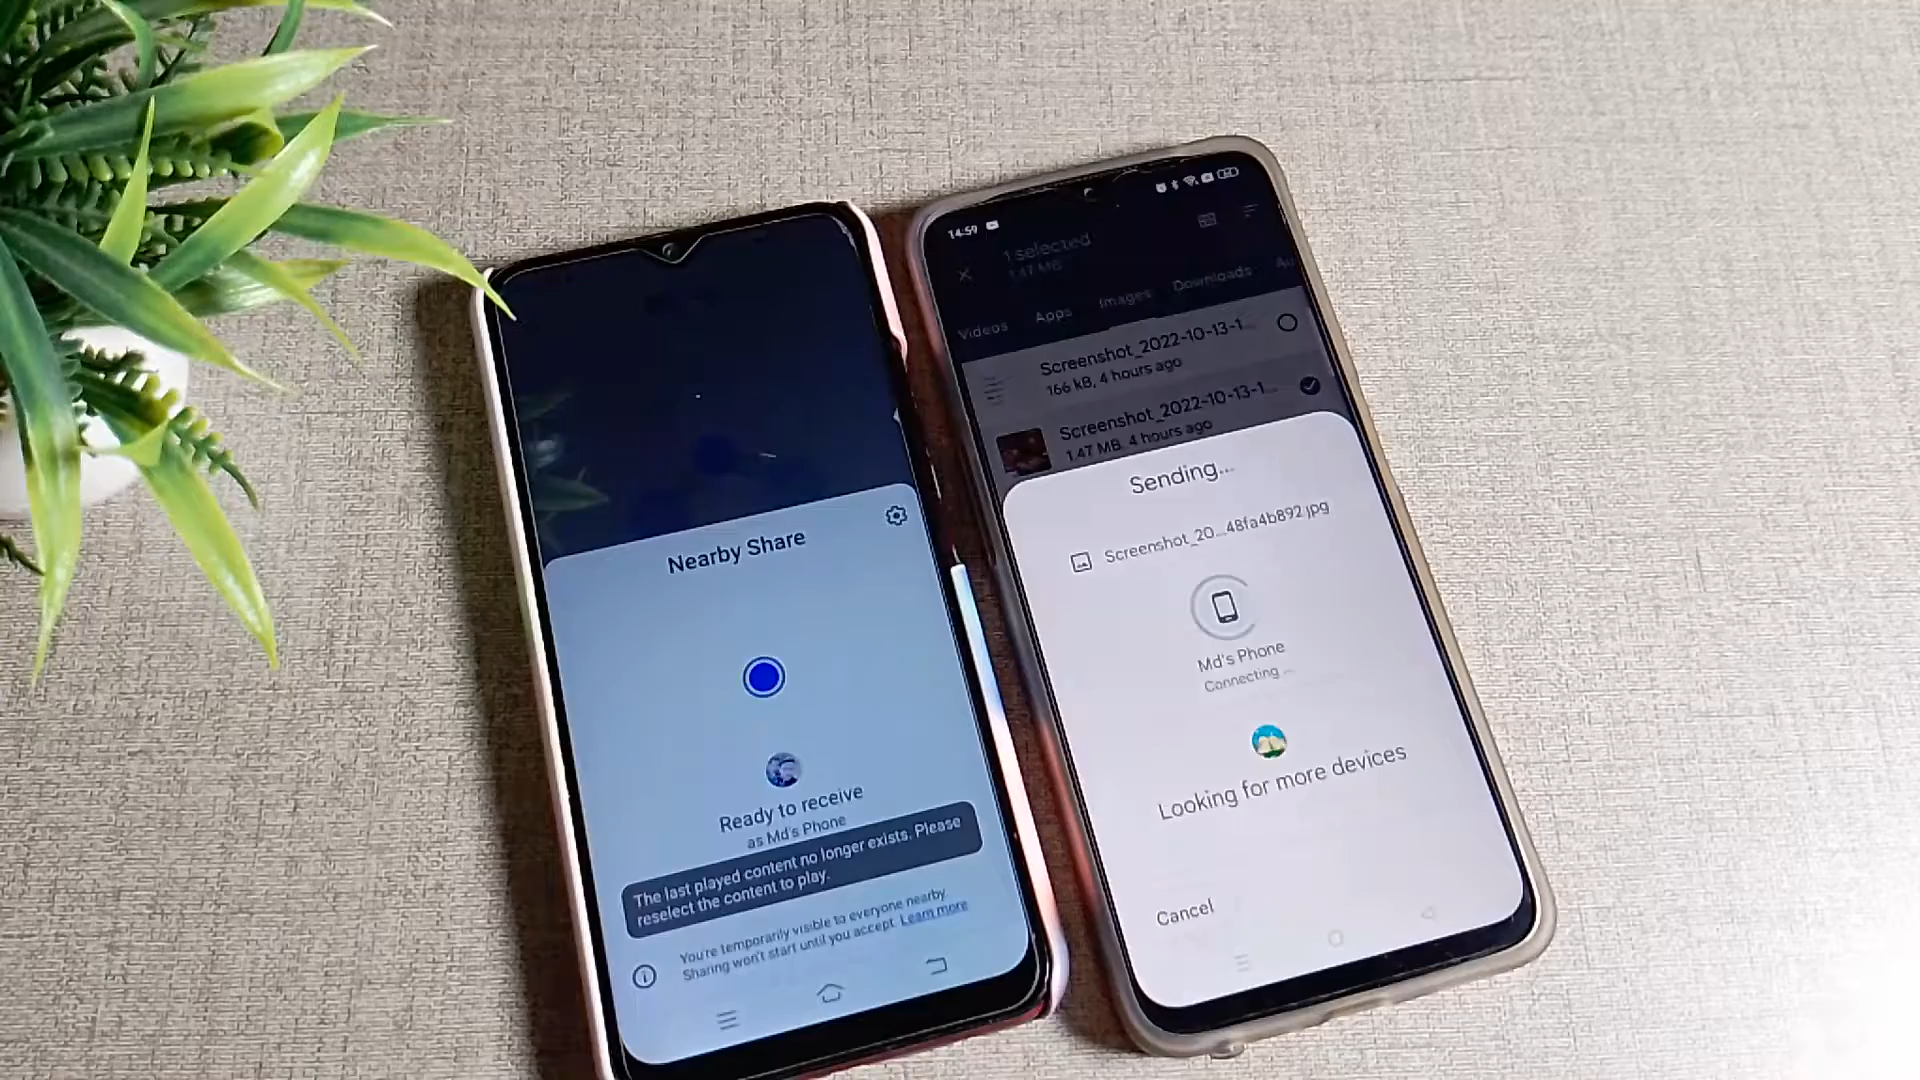 Nearby Share
Ready to receive
as Md's Phone
The last played content no longer exists. Please
reselect the content to play.
You're temporarily visible to everyone nearby.
Sharing won't start until you accept. Learn more
14:59
1 selected
1.47 MB
Videos Apps Images Downloads Au
Screenshot_2022-10-13-1...
166 kB, 4 hours ago
Screenshot_2022-10-13-1...
1.47 MB, 4 hours ago
Sending...
Screenshot_20...48fa4b892.jpg
Md's Phone
Connecting ...
Looking for more devices
Cancel